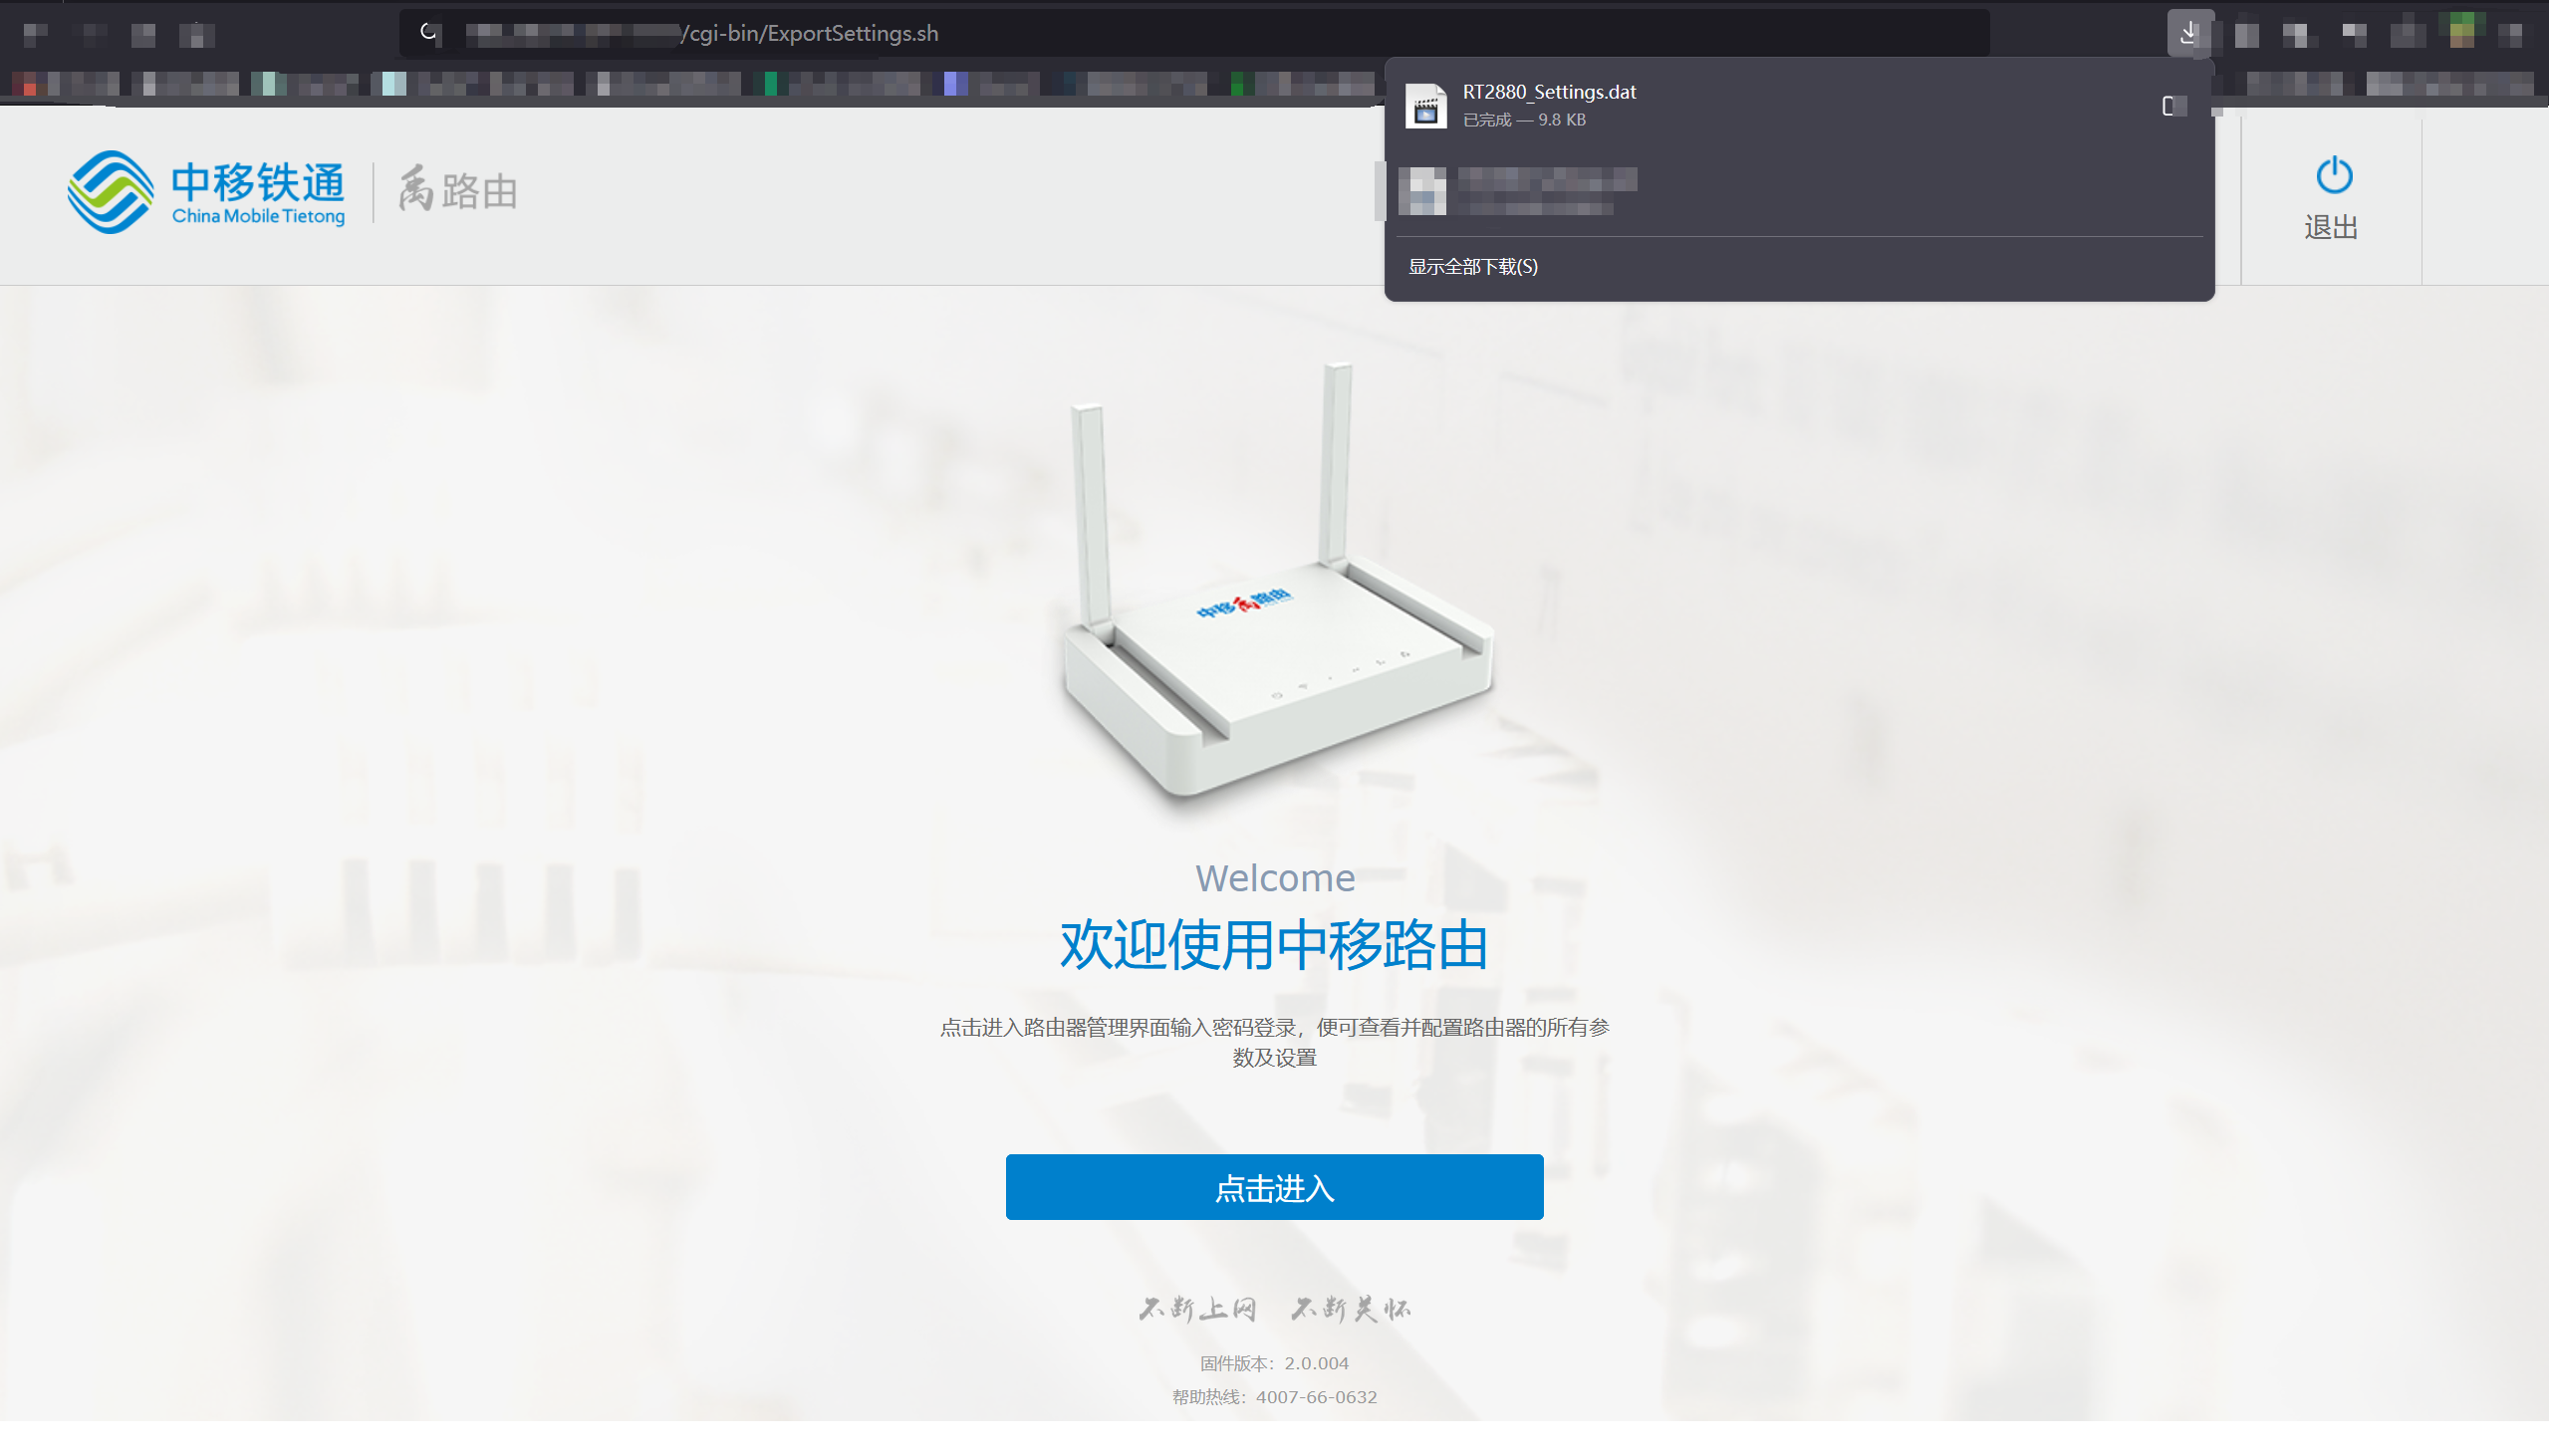 /cgi-bin/ExportSettings.sh
RT2880_Settings.dat
已完成 — 9.8 KB
显示全部下载(S)
中移铁通
China Mobile Tietong
禹路由
退出
中移禹路由
Welcome
欢迎使用中移路由
点击进入路由器管理界面输入密码登录，便可查看并配置路由器的所有参
数及设置
点击进入
不断上网 不断关怀
固件版本：2.0.004
帮助热线：4007-66-0632